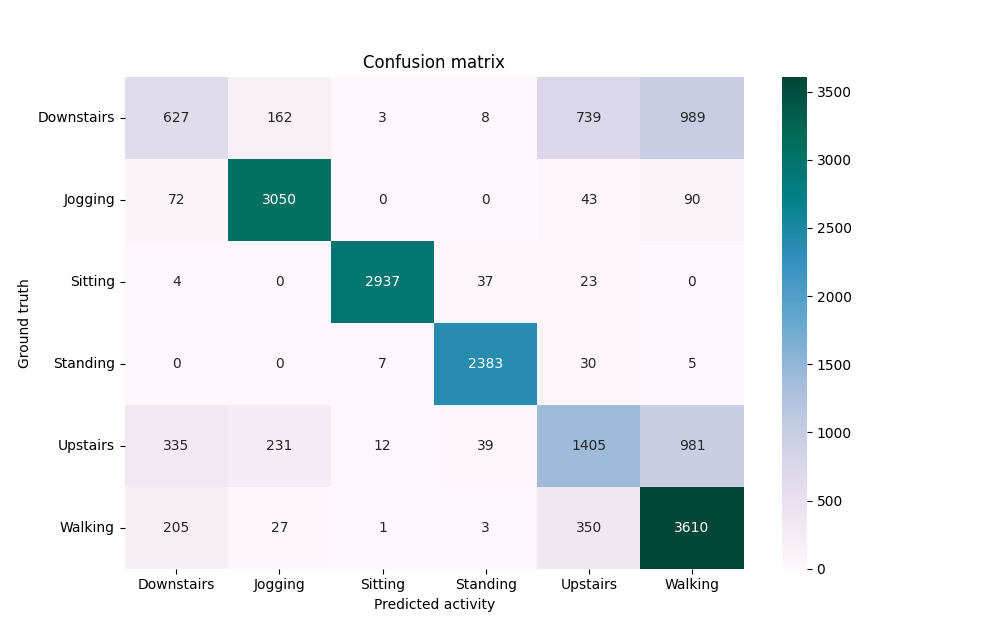 Confusion matrix
Downstairs 627 162 3 8 739 989
Jogging 72 3050 0 0 43 90
Sitting 4 0 2937 37 23 0
Standing 0 0 7 2383 30 5
Upstairs 335 231 12 39 1405 981
Walking 205 27 1 3 350 3610
Downstairs Jogging Sitting Standing Upstairs Walking
Predicted activity
Ground truth
3500
3000
2500
2000
1500
1000
500
0